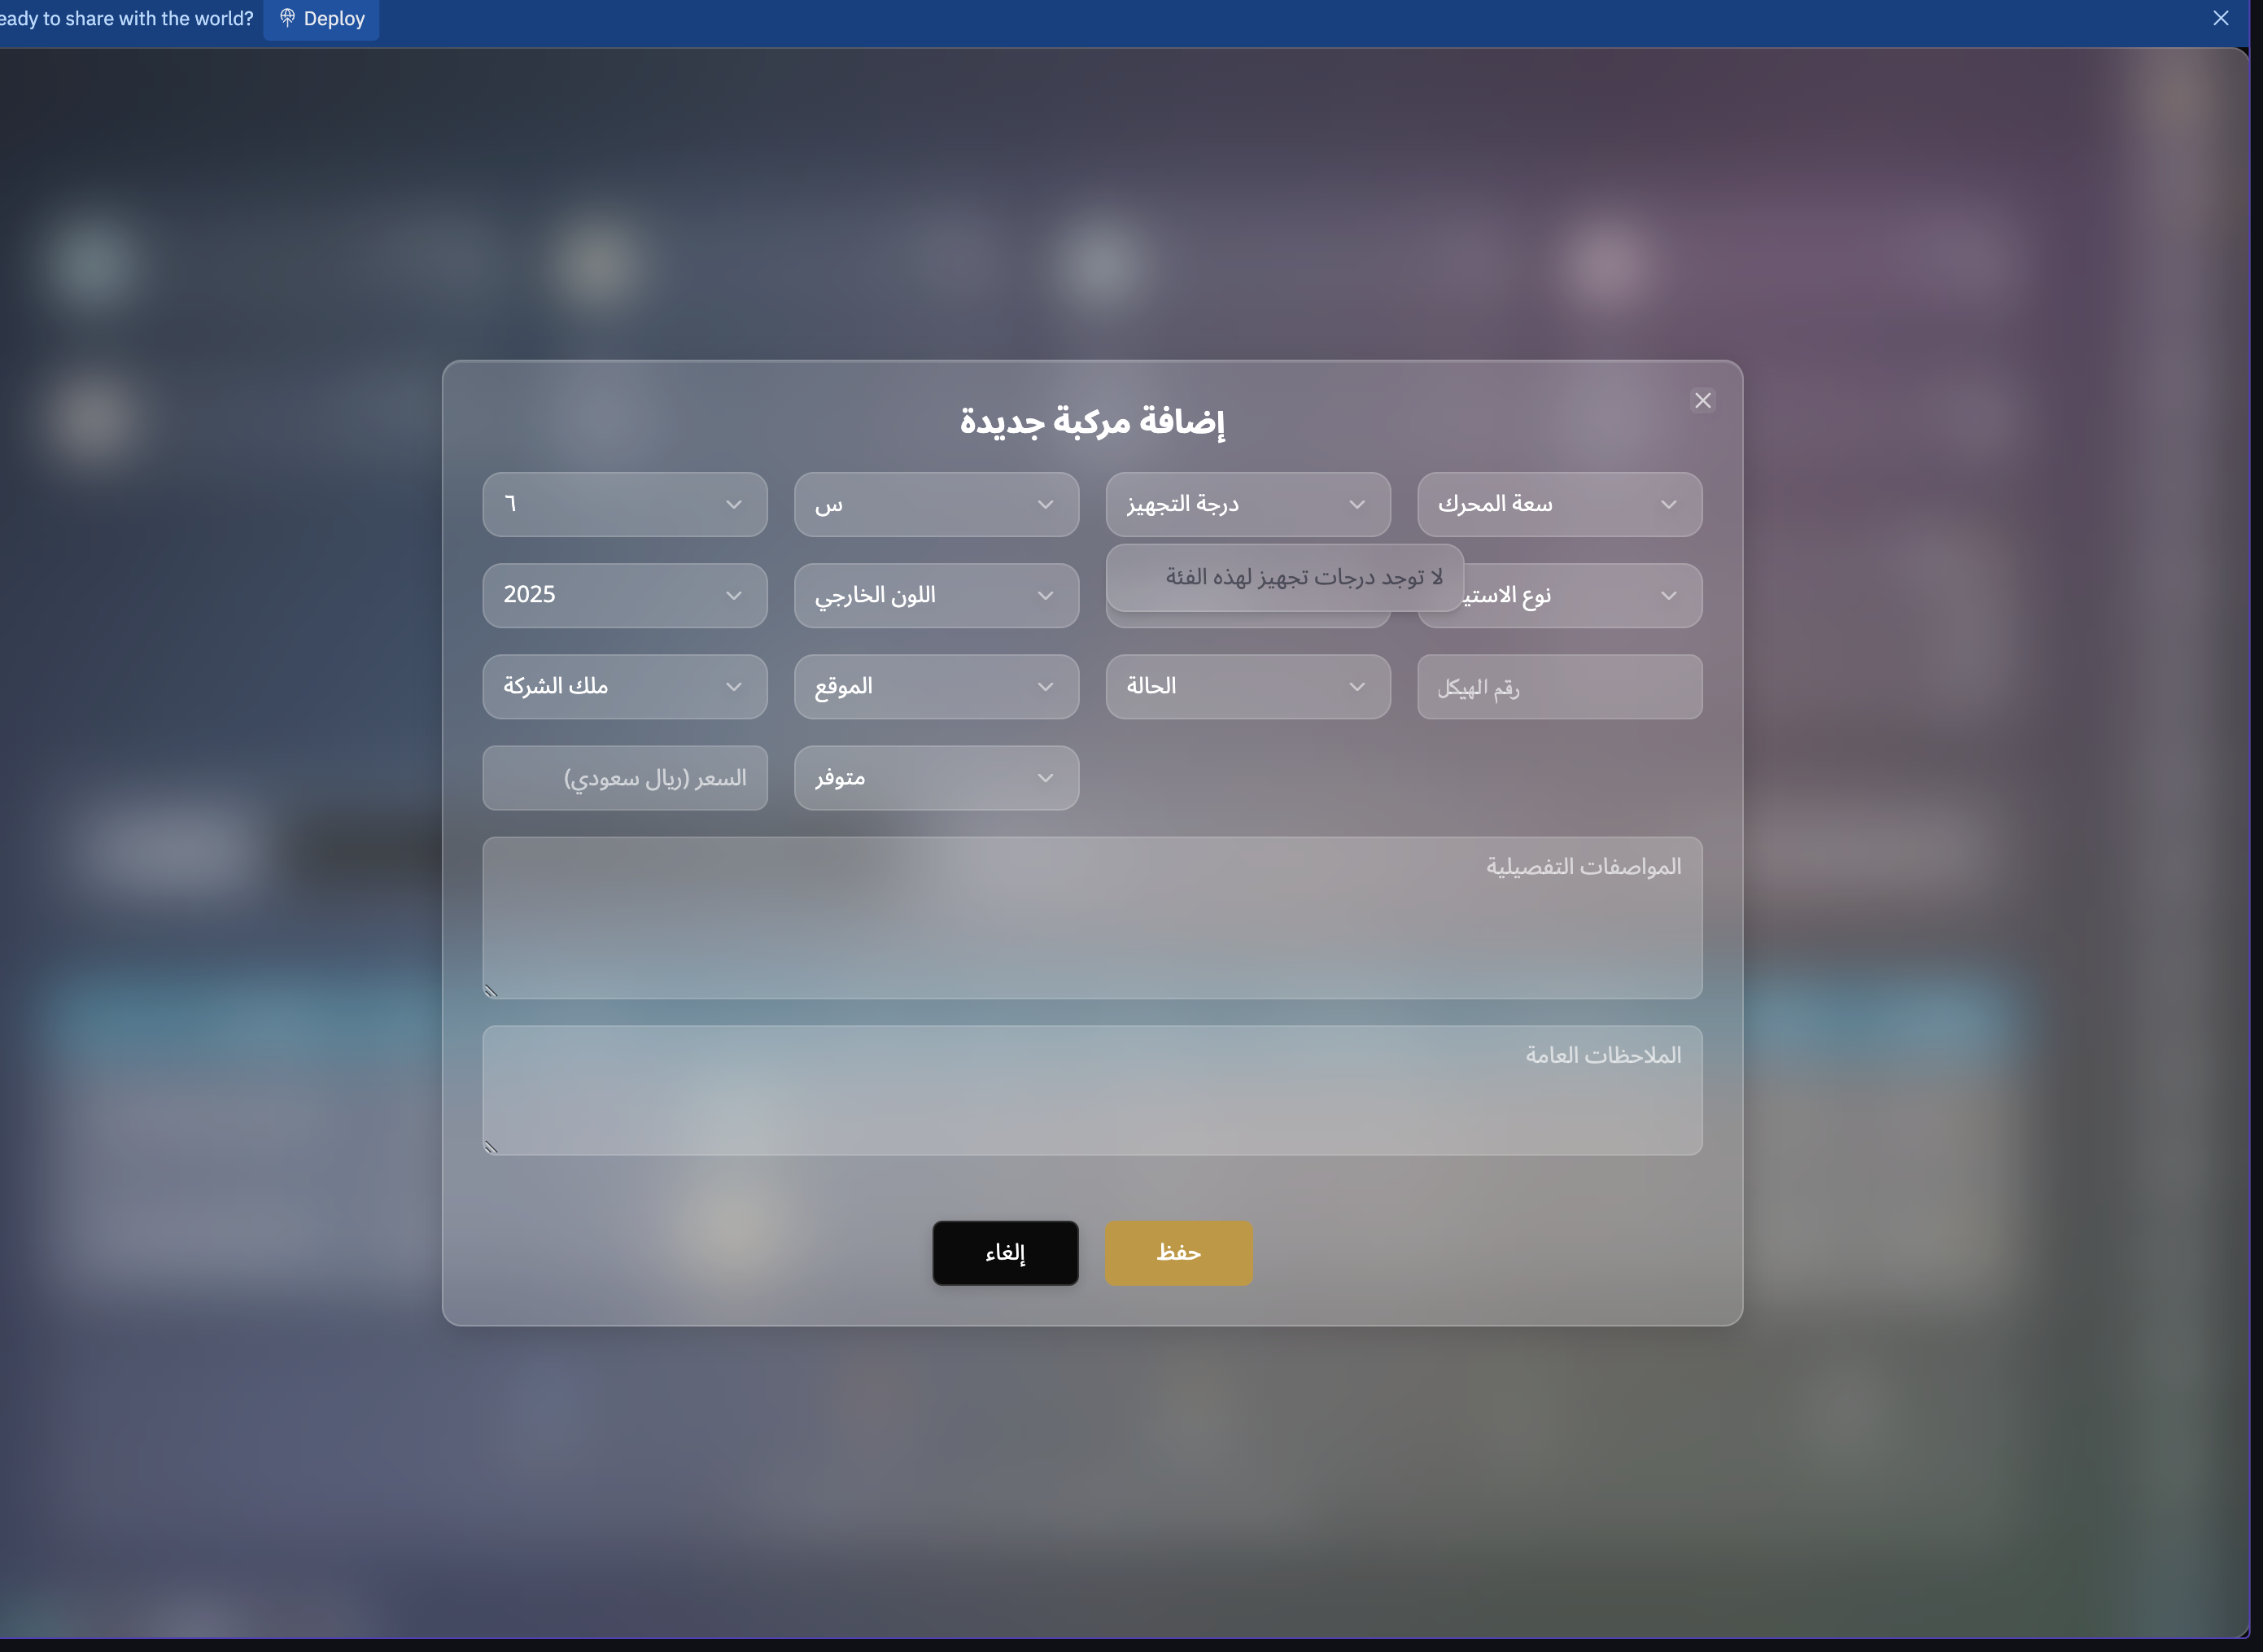 eady to share with the world? Deploy
إضافة مركبة جديدة
٦
س
درجة التجهيز
سعة المحرك
2025
اللون الخارجي
لا توجد درجات تجهيز لهذه الفئة
نوع الاستي
ملك الشركة
الموقع
الحالة
رقم الهيكل
السعر (ريال سعودي)
متوفر
المواصفات التفصيلية
الملاحظات العامة
إلغاء
حفظ